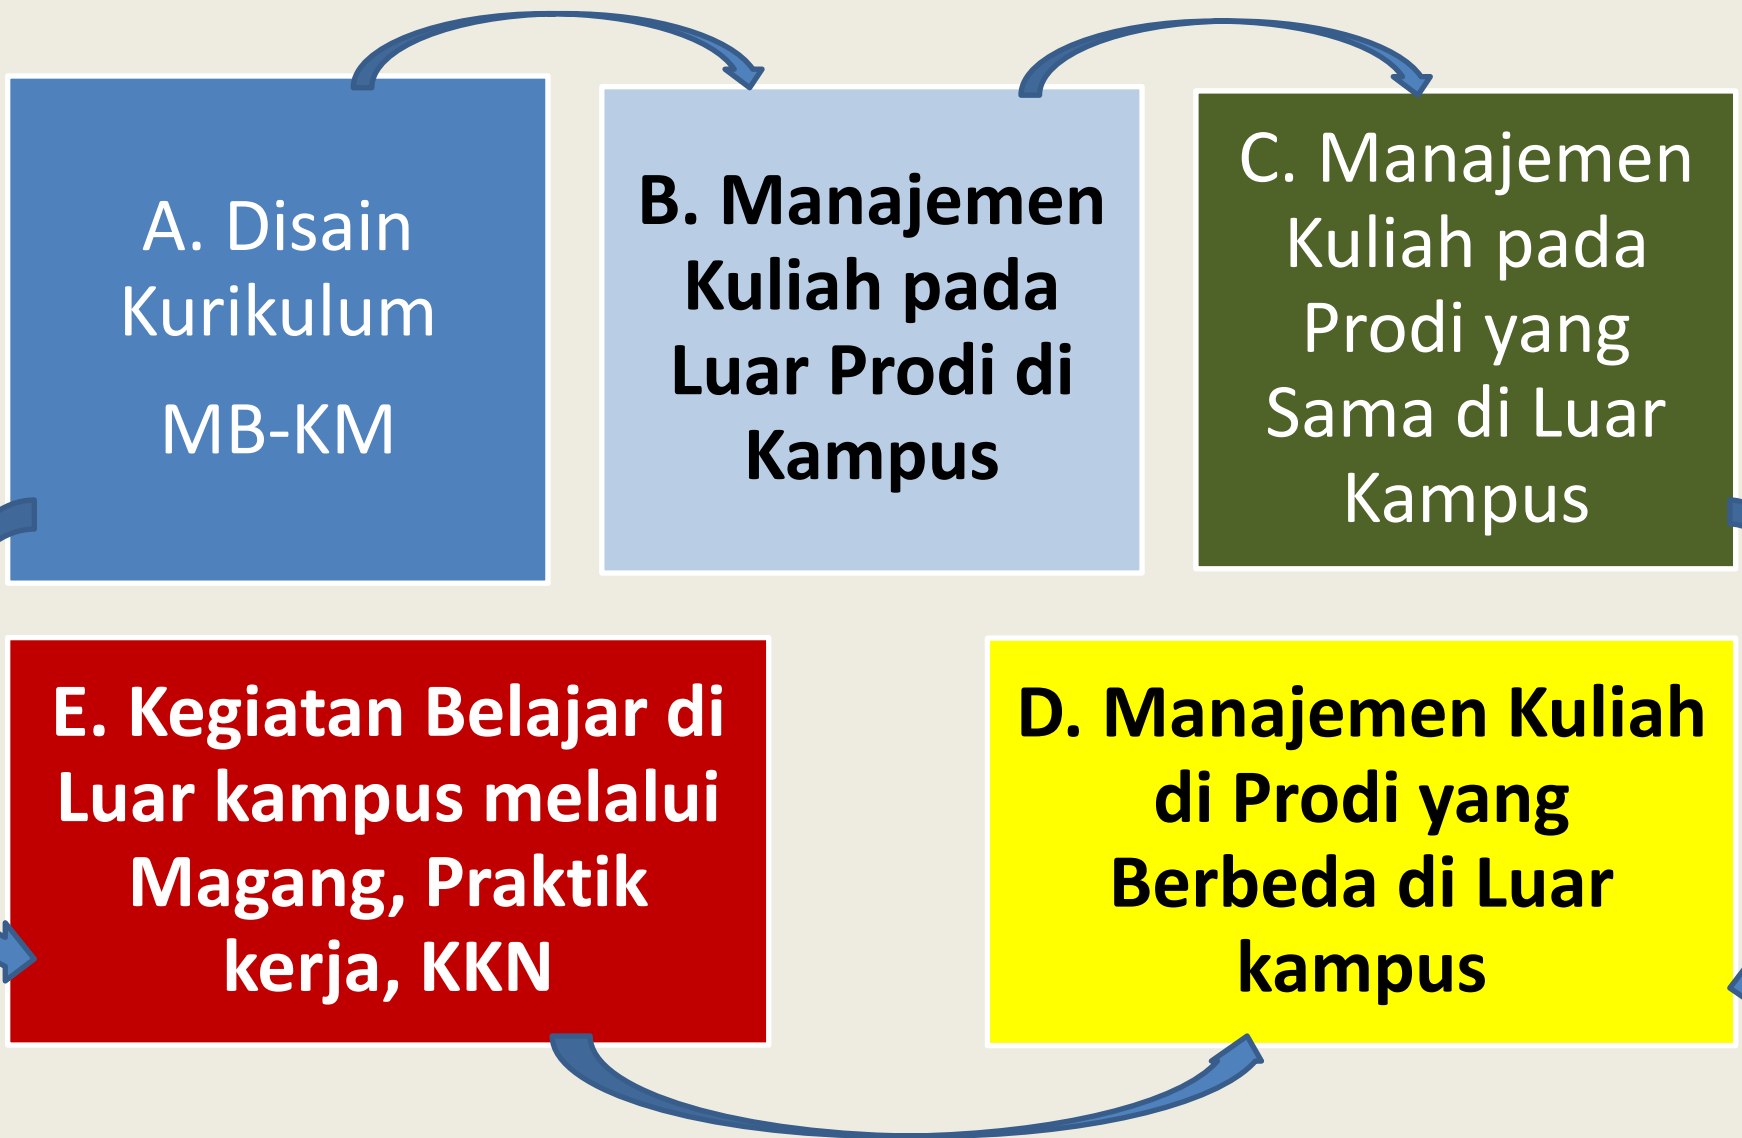 A. Disain
Kurikulum
MB-KM
B. Manajemen
Kuliah pada
Luar Prodi di
Kampus
C. Manajemen
Kuliah pada
Prodi yang
Sama di Luar
Kampus
E. Kegiatan Belajar di
Luar kampus melalui
Magang, Praktik
kerja, KKN
D. Manajemen Kuliah
di Prodi yang
Berbeda di Luar
kampus